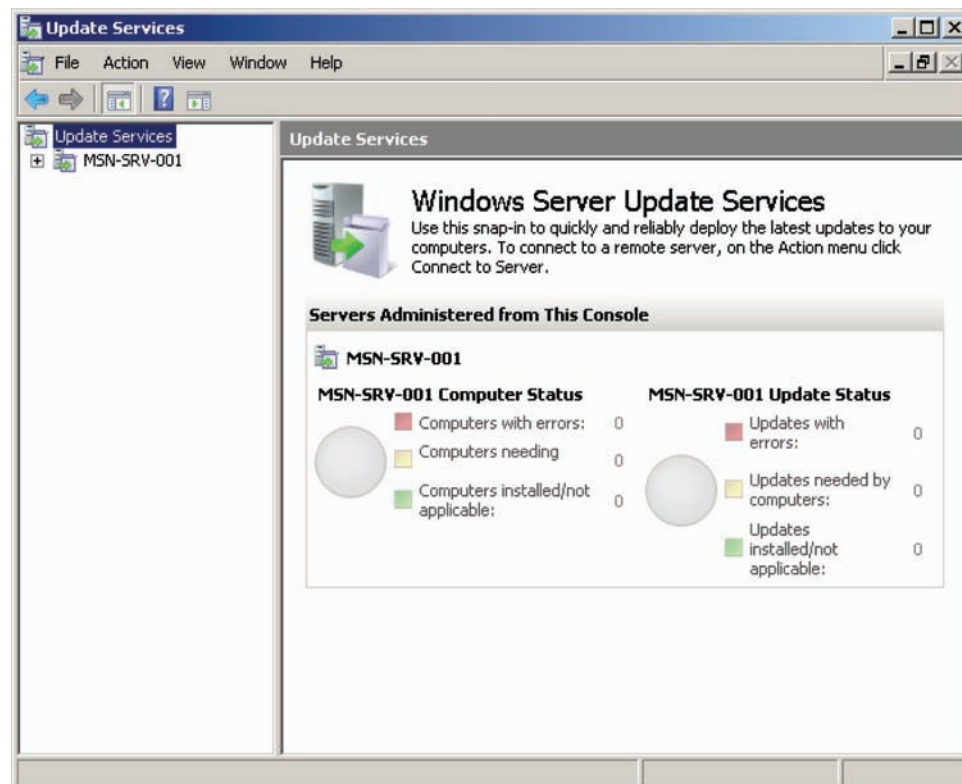 Update Services
File Action View Window Help
Update Services
MSN-SRV-001
Update Services
Windows Server Update Services
Use this snap-in to quickly and reliably deploy the latest updates to your
computers. To connect to a remote server, on the Action menu click
Connect to Server.
Servers Administered from This Console
MSN-SRV-001
MSN-SRV-001 Computer Status
Computers with errors: 0
Computers needing
0
Computers installed/not
applicable: 0
MSN-SRV-001 Update Status
Updates with
errors: 0
Updates needed by
computers: 0
Updates
installed/not
applicable: 0